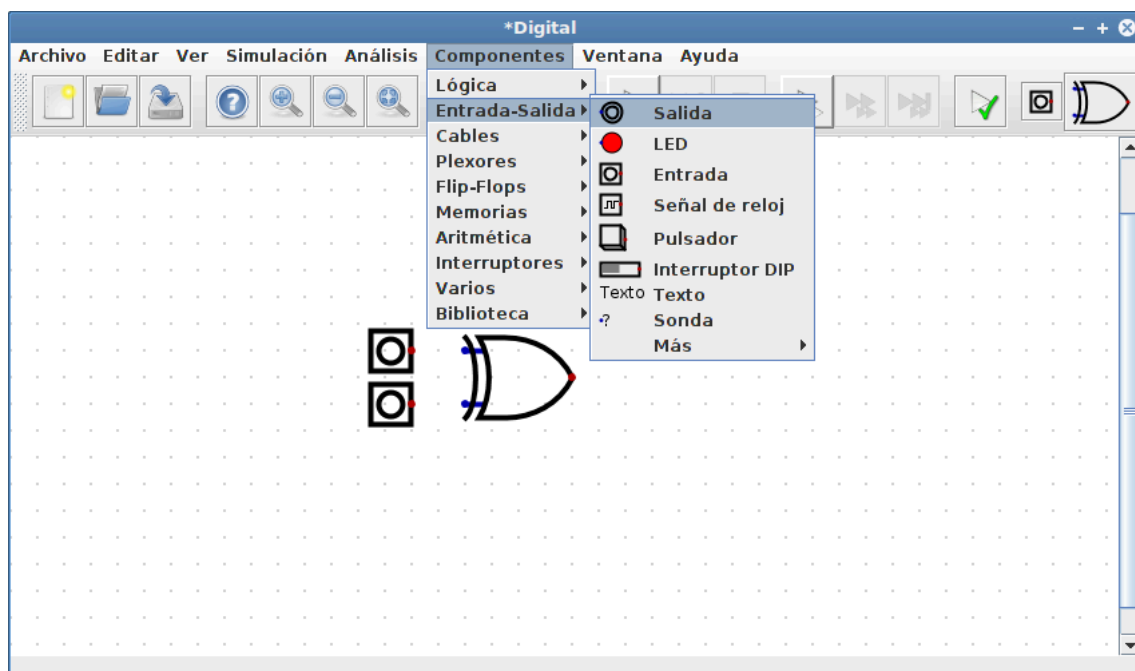 *Digital
Archivo Editar Ver Simulación Análisis Componentes Ventana Ayuda
Lógica
Entrada-Salida
Cables
Plexores
Flip-Flops
Memorias
Aritmética
Interruptores
Varios
Biblioteca
Salida
LED
Entrada
Señal de reloj
Pulsador
Interruptor DIP
Texto Texto
·? Sonda
Más